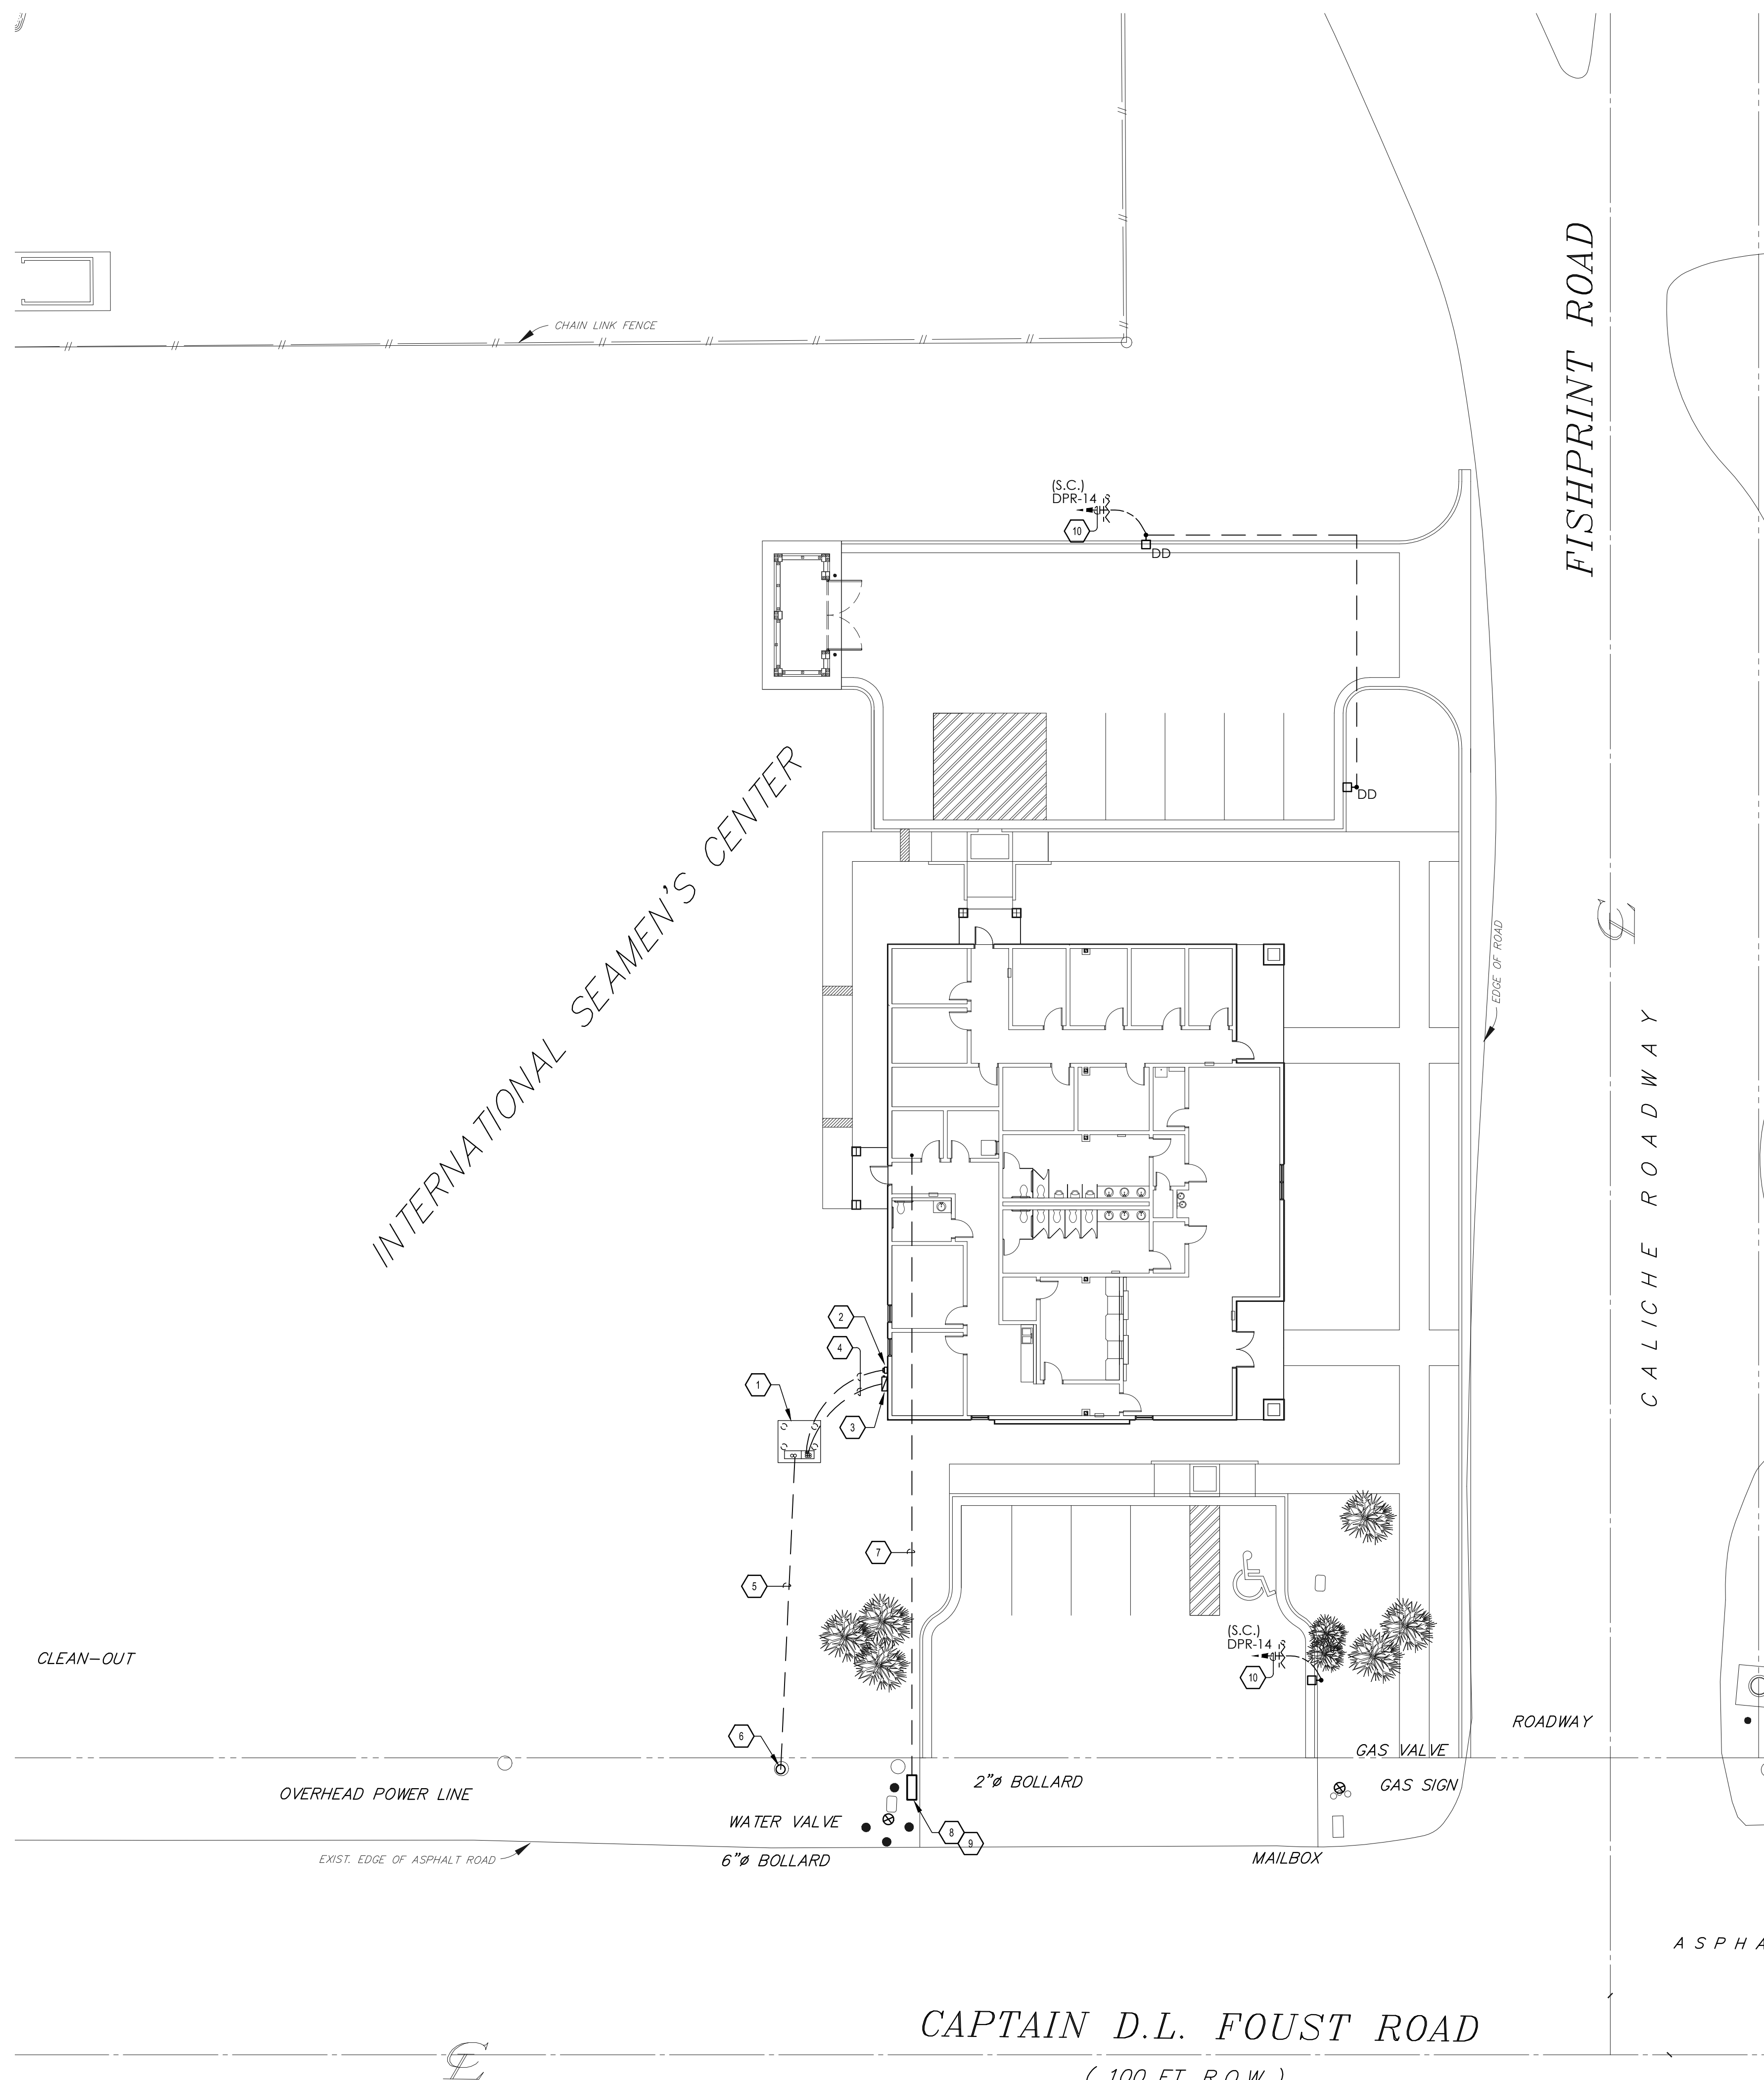 CHAIN LINK FENCE
FISHPRINT ROAD
(S.C.)
DPR-14
S
10
DD
DD
INTERNATIONAL SEAMEN'S CENTER
EDGE OF ROAD
CALICHE ROADWAY
2
4
1
3
7
5
(S.C.)
DPR-14
S
10
CLEAN-OUT
6
ROADWAY
GAS VALVE
OVERHEAD POWER LINE
2"ø BOLLARD
GAS SIGN
WATER VALVE
8
9
EXIST. EDGE OF ASPHALT ROAD
6"ø BOLLARD
MAILBOX
ASPHA
CAPTAIN D.L. FOUST ROAD
( 100 FT. R.O.W. )